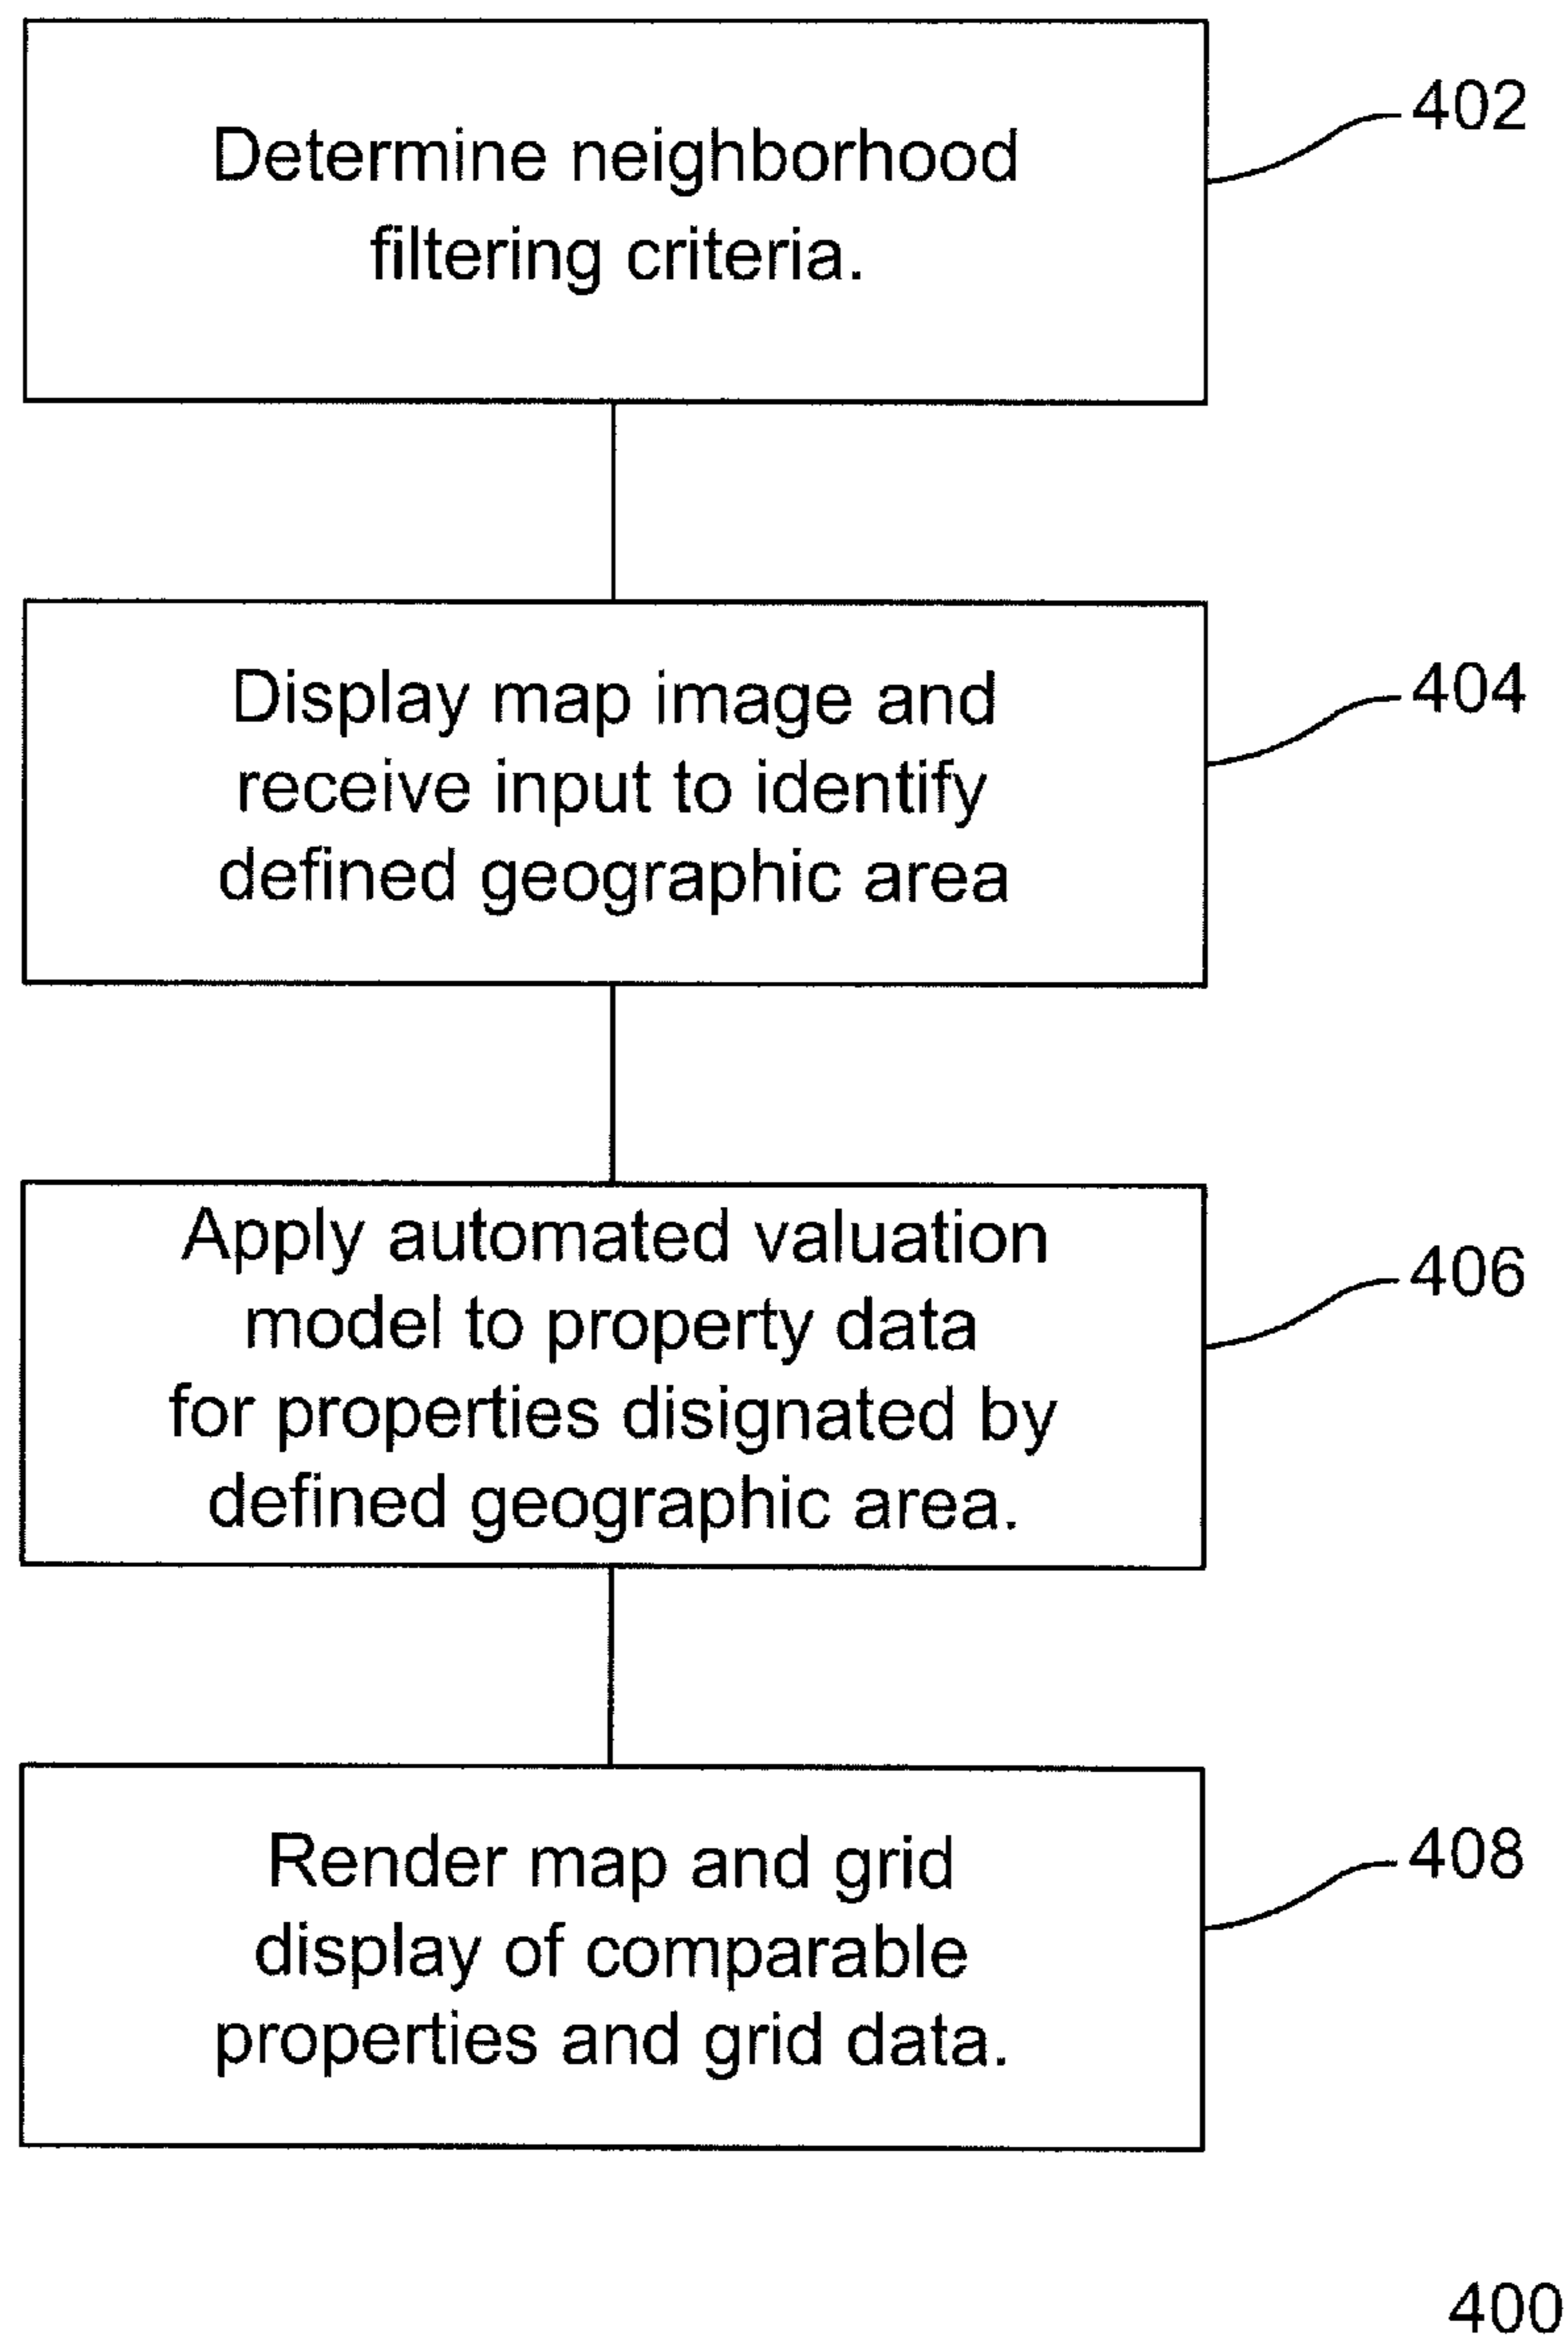 Determine neighborhood
filtering criteria.
402
Display map image and
receive input to identify
defined geographic area
404
Apply automated valuation
model to property data
for properties disignated by
defined geographic area.
406
Render map and grid
display of comparable
properties and grid data.
408
400